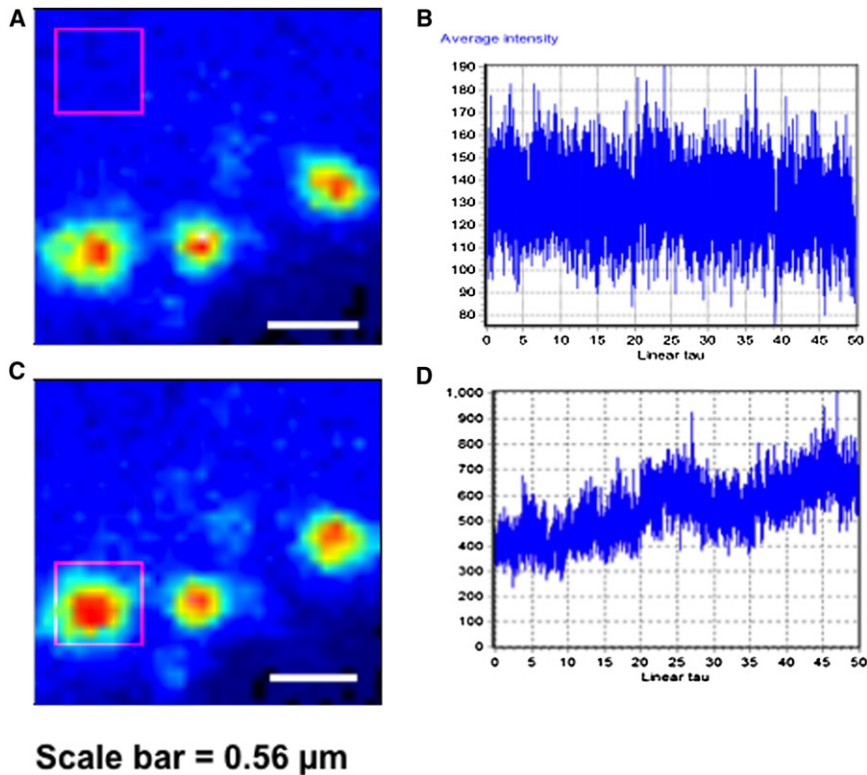 A
B
Average intensity
190
180
170
160
150
140
130
120
110
100
90
80
0 5 10 15 20 25 30 35 40 45 50
Linear tau
C
D
1,000
900
800
700
600
500
400
300
200
100
0
0 5 10 15 20 25 30 35 40 45 50
Linear tau
Scale bar = 0.56 μm